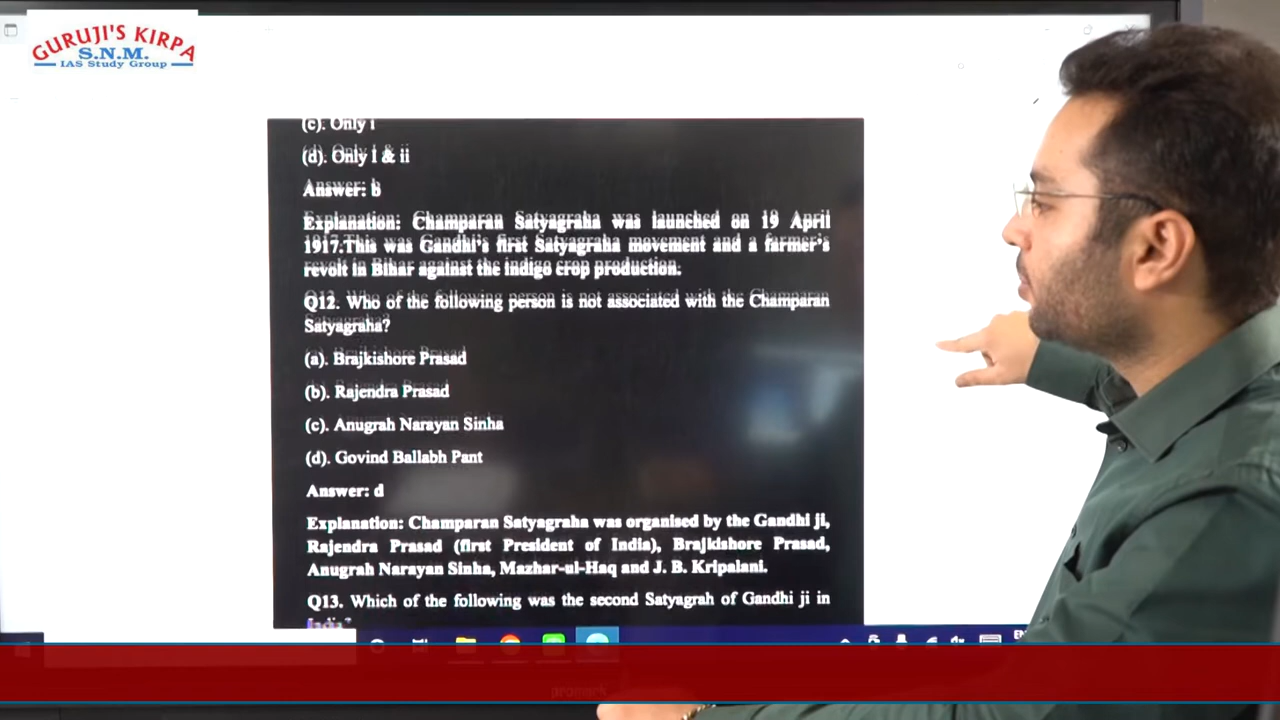 GURUJI'S KIRPA
S.N.M.
IAS Study Group
(c). Only i
(d). Only I & ii
Answer: b
Explanation: Champaran Satyagraha was launched on 19 April
1917.This was Gandhi's first Satyagraha movement and a farmer's
revolt in Bihar against the indigo crop production.
Q12. Who of the following person is not associated with the Champaran
Satyagraha?
(a). Brajkishore Prasad
(b). Rajendra Prasad
(c). Anugrah Narayan Sinha
(d). Govind Ballabh Pant
Answer: d
Explanation: Champaran Satyagraha was organised by the Gandhi ji,
Rajendra Prasad (first President of India), Brajkishore Prasad,
Anugrah Narayan Sinha, Mazhar-ul-Haq and J. B. Kripalani.
Q13. Which of the following was the second Satyagrah of Gandhi ji in
India?